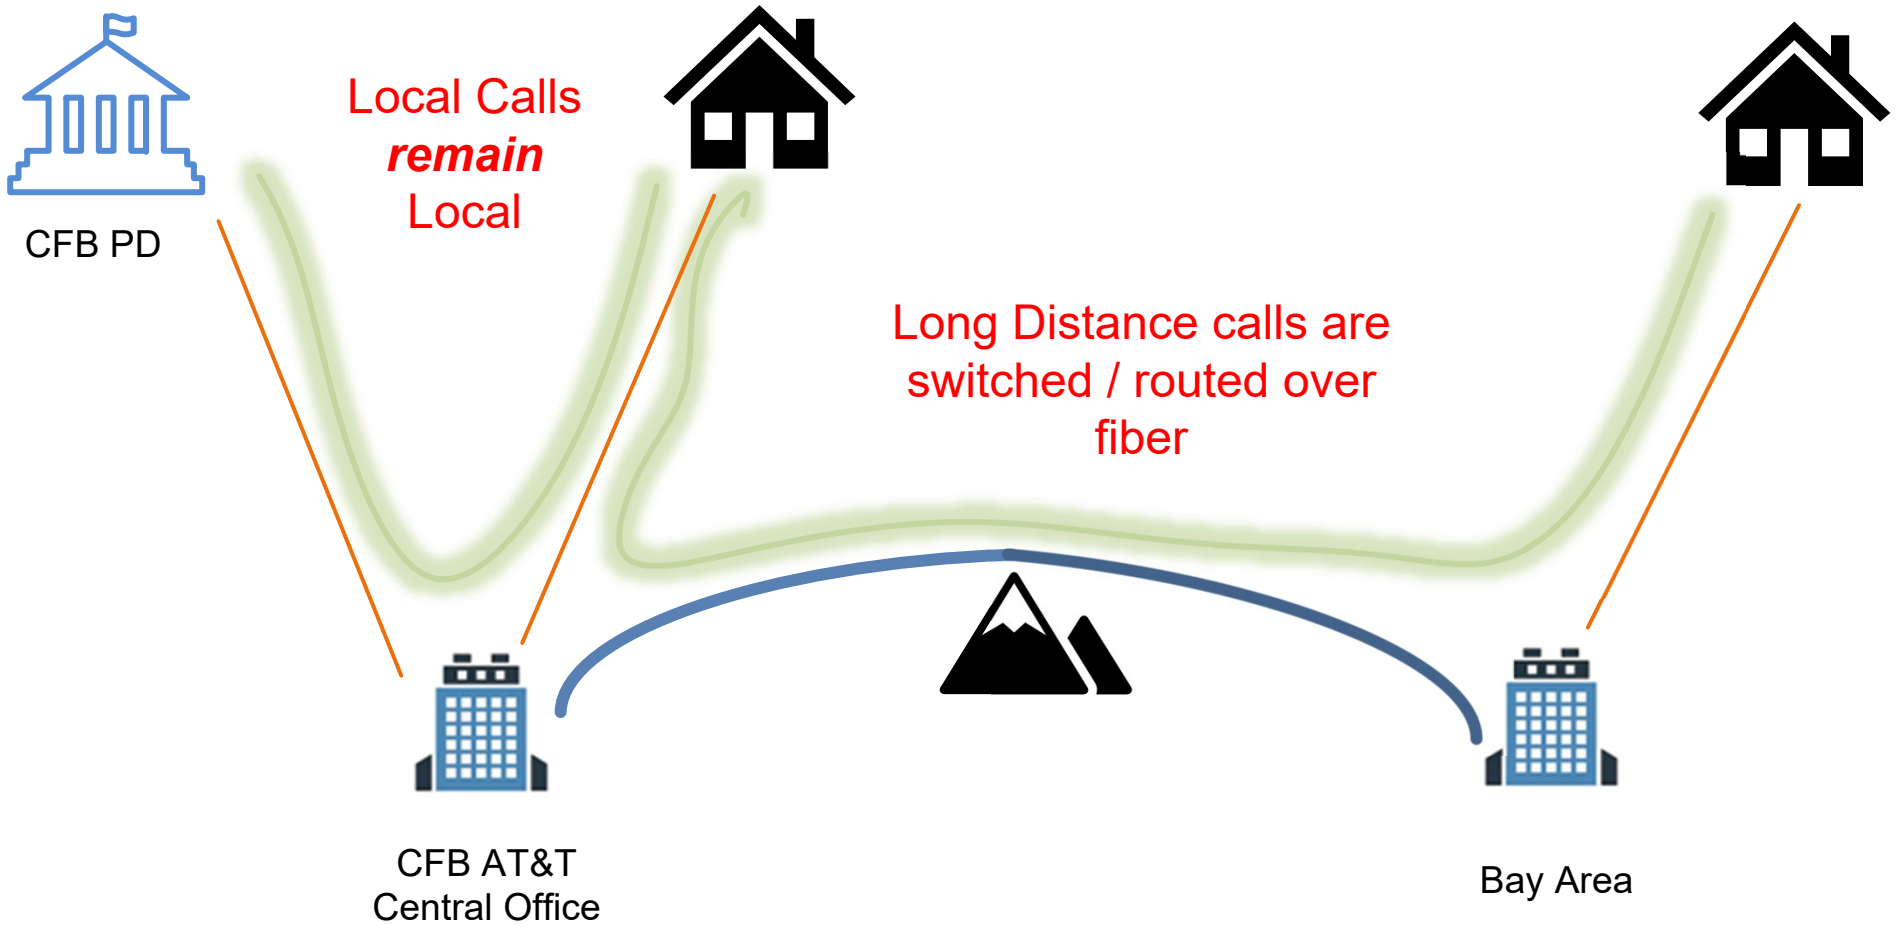 Local Calls
remain
Local
CFB PD
Long Distance calls are
switched / routed over
fiber
CFB AT&T
Central Office
Bay Area